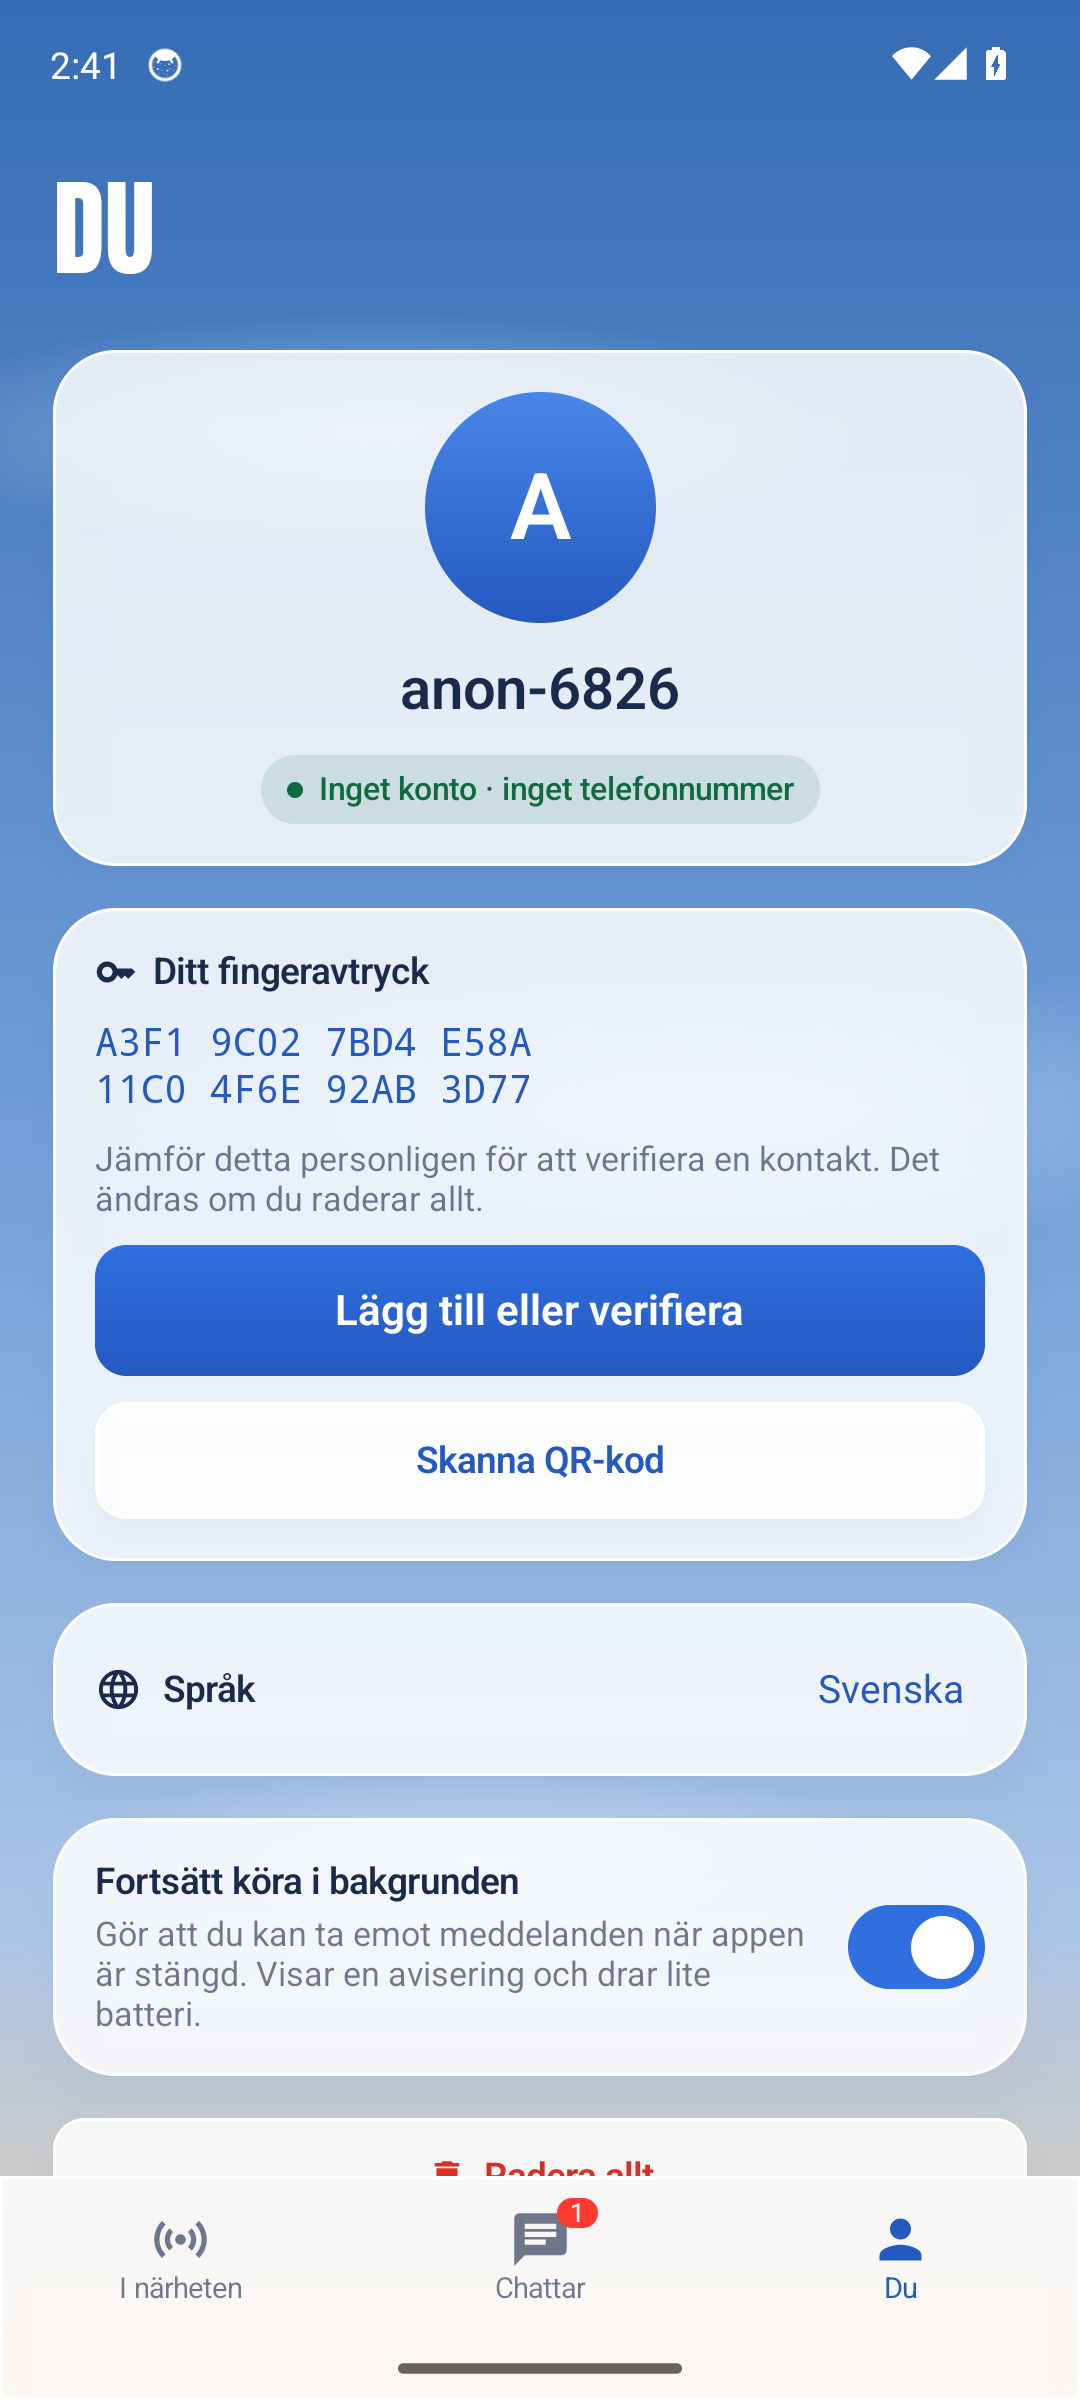 2:41
DU
A
anon-6826
Inget konto · inget telefonnummer
Ditt fingeravtryck
A3F1 9C02 7BD4 E58A
11C0 4F6E 92AB 3D77
Jämför detta personligen för att verifiera en kontakt. Det
ändras om du raderar allt.
Lägg till eller verifiera
Skanna QR-kod
Språk
Svenska
Fortsätt köra i bakgrunden
Gör att du kan ta emot meddelanden när appen
är stängd. Visar en avisering och drar lite
batteri.
Radera allt
1
I närheten
Chattar
Du